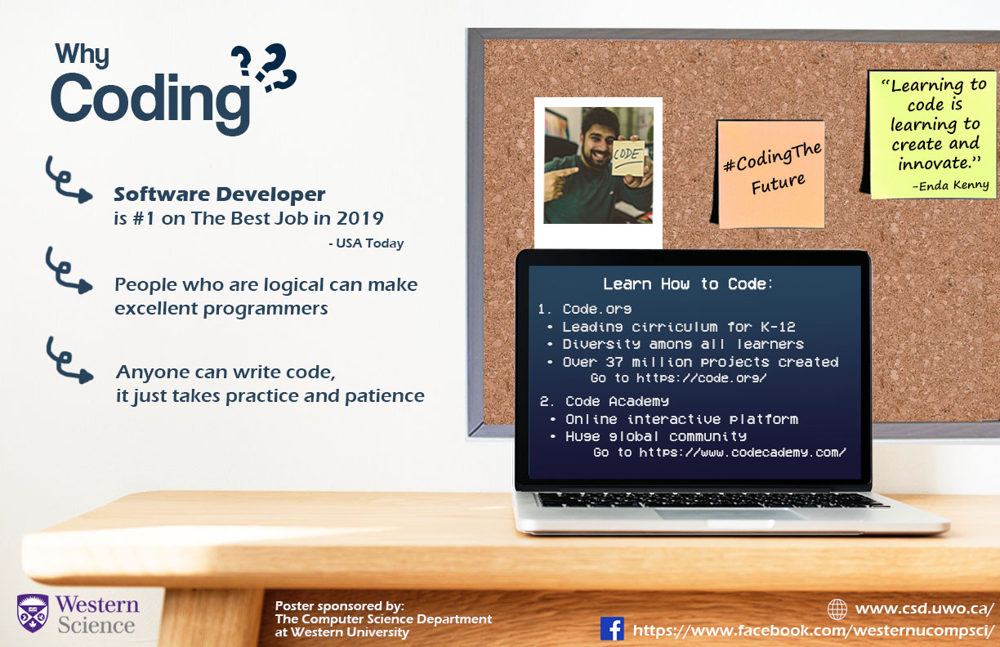 Why
Coding???
Software Developer
is #1 on The Best Job in 2019
- USA Today
People who are logical can make
excellent programmers
Anyone can write code,
it just takes practice and patience
CODE
#CodingThe
Future
“Learning to
code is
learning to
create and
innovate.”
-Enda Kenny
Learn How to Code:
1. Code.org
• Leading cirriculum for K-12
• Diversity among all learners
• Over 37 million projects created
Go to https://code.org/
2. Code Academy
• Online interactive platform
• Huge global community
Go to https://www.codecademy.com/
Western
Science
Poster sponsored by:
The Computer Science Department
at Western University
www.csd.uwo.ca/
https://www.facebook.com/westernucompsci/